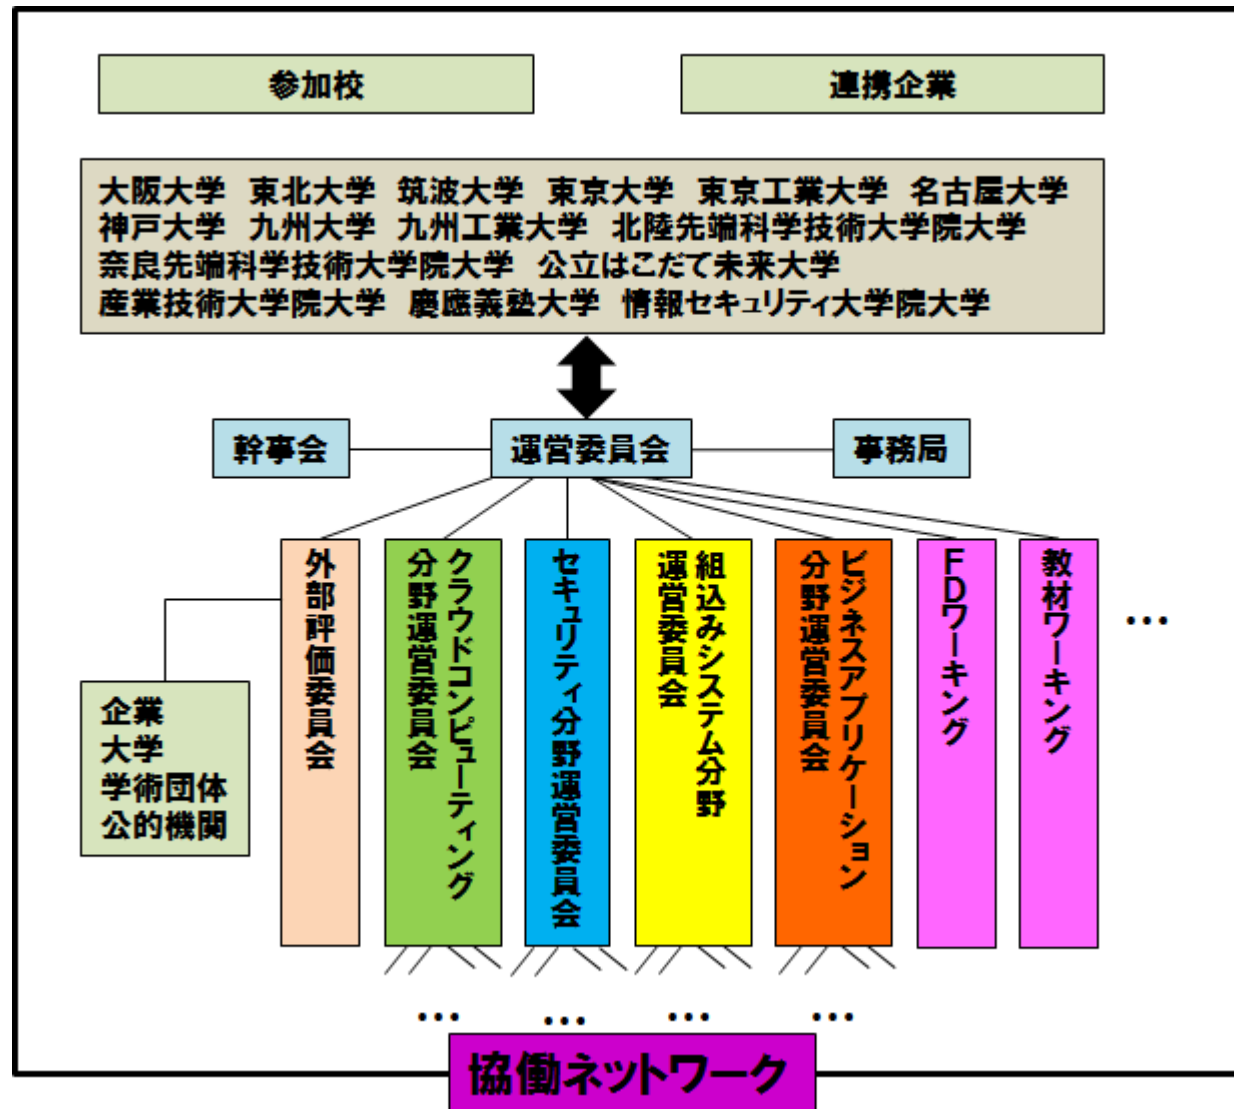 参加校
連携企業
大阪大学 東北大学 筑波大学 東京大学 東京工業大学 名古屋大学
神戸大学 九州大学 九州工業大学 北陸先端科学技術大学院大学
奈良先端科学技術大学院大学 公立はこだて未来大学
産業技術大学院大学 慶應義塾大学 情報セキュリティ大学院大学
幹事会
運営委員会
事務局
外部評価委員会
クラウドコンピューティング
分野運営委員会
セキュリティ分野運営委員会
組込みシステム分野
運営委員会
ビジネスアプリケーション
分野運営委員会
FDワーキング
教材ワーキング
…
企業
大学
学術団体
公的機関
…
…
…
…
協働ネットワーク